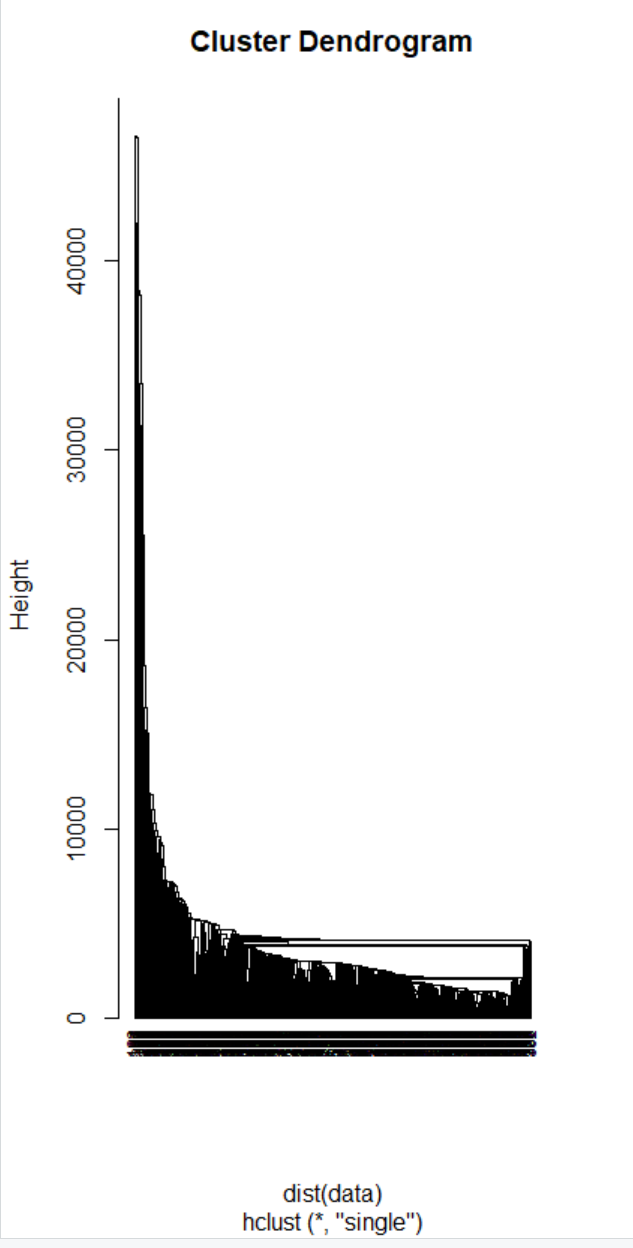 Cluster Dendrogram
Height
40000
30000
20000
10000
0
dist(data)
hclust (*, "single")